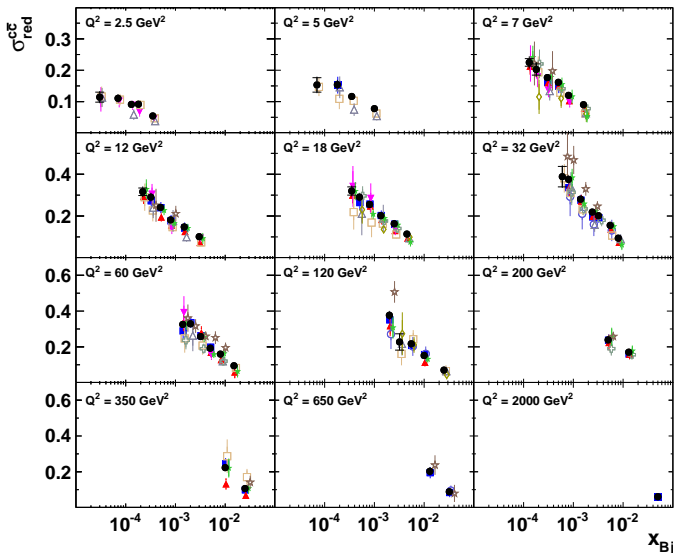 σ_red^cc̄
Q² = 2.5 GeV²
Q² = 5 GeV²
Q² = 7 GeV²
0.3
0.2
0.1
Q² = 12 GeV²
Q² = 18 GeV²
Q² = 32 GeV²
0.4
0.2
Q² = 60 GeV²
Q² = 120 GeV²
Q² = 200 GeV²
0.6
0.4
0.2
Q² = 350 GeV²
Q² = 650 GeV²
Q² = 2000 GeV²
0.6
0.4
0.2
10⁻⁴ 10⁻³ 10⁻² 10⁻⁴ 10⁻³ 10⁻² 10⁻⁴ 10⁻³ 10⁻²
x_Bj